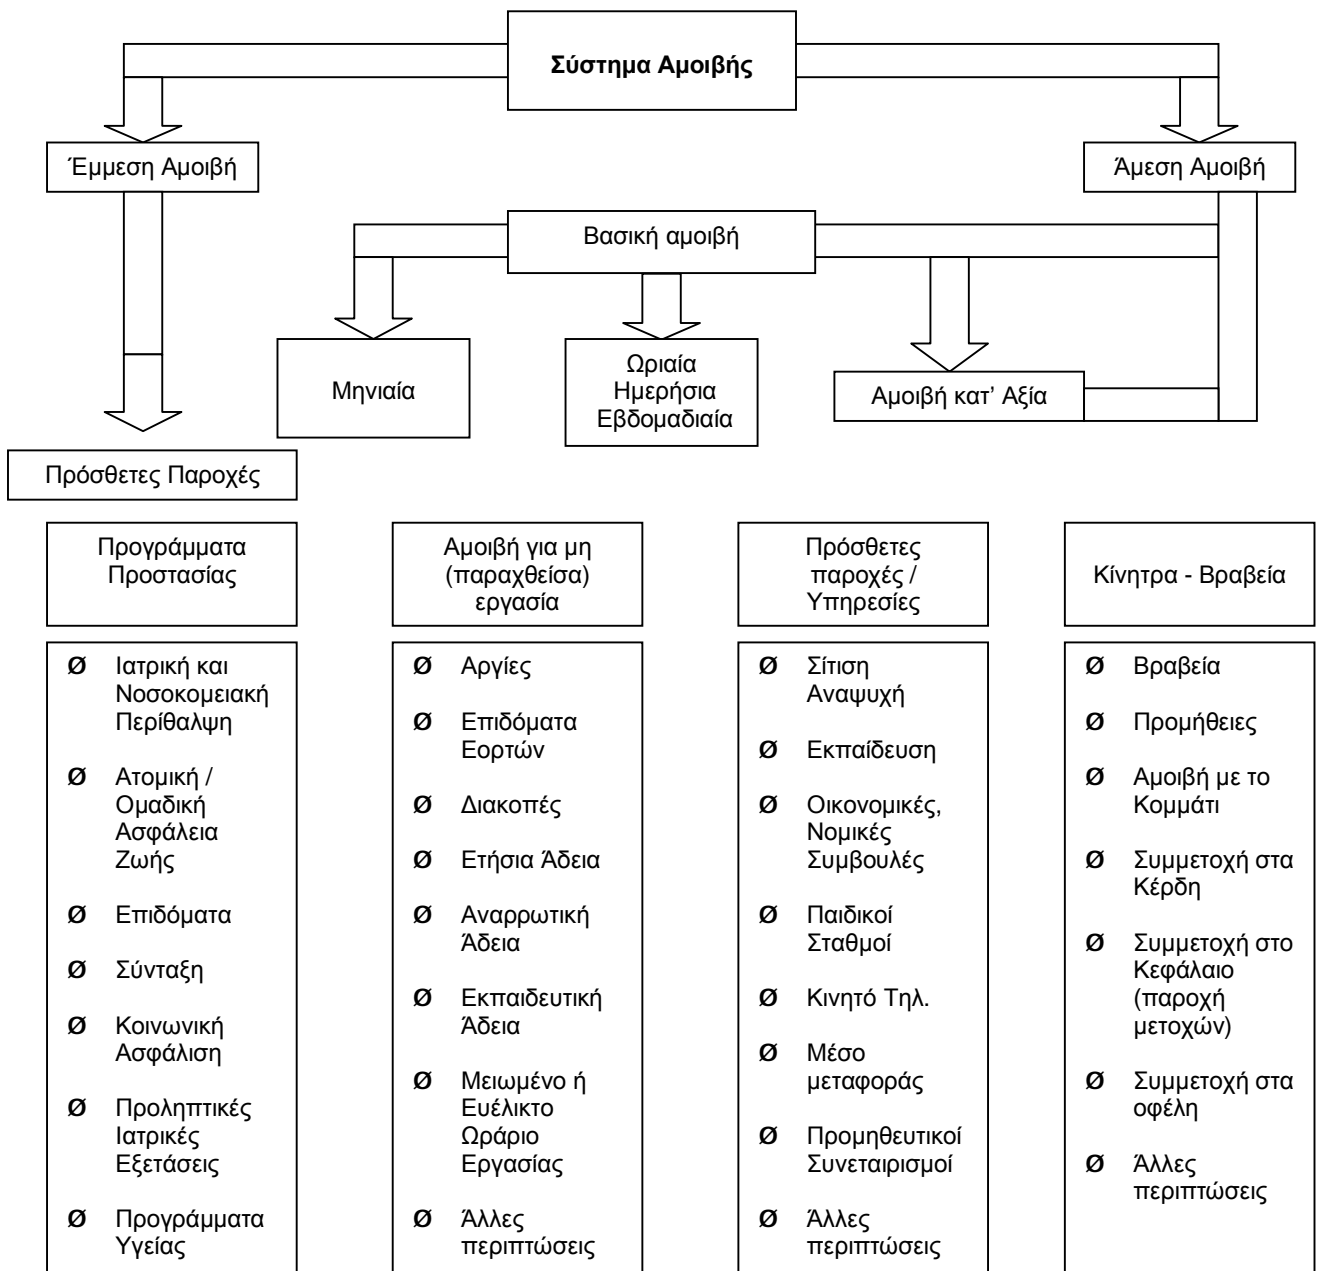 Σύστημα Αμοιβής
Έμμεση Αμοιβή
Άμεση Αμοιβή
Βασική αμοιβή
Μηνιαία
Ωριαία
Ημερήσια
Εβδομαδιαία
Αμοιβή κατ’ Αξία
Πρόσθετες Παροχές
Προγράμματα
Προστασίας
Ø Ιατρική και
Νοσοκομειακή
Περίθαλψη
Ø Ατομική /
Ομαδική
Ασφάλεια
Ζωής
Ø Επιδόματα
Ø Σύνταξη
Ø Κοινωνική
Ασφάλιση
Ø Προληπτικές
Ιατρικές
Εξετάσεις
Ø Προγράμματα
Υγείας
Αμοιβή για μη
(παραχθείσα)
εργασία
Ø Αργίες
Ø Επιδόματα
Εορτών
Ø Διακοπές
Ø Ετήσια Άδεια
Ø Αναρρωτική
Άδεια
Ø Εκπαιδευτική
Άδεια
Ø Μειωμένο ή
Ευέλικτο
Ωράριο
Εργασίας
Ø Άλλες
περιπτώσεις
Πρόσθετες
παροχές /
Υπηρεσίες
Ø Σίτιση
Αναψυχή
Ø Εκπαίδευση
Ø Οικονομικές,
Νομικές
Συμβουλές
Ø Παιδικοί
Σταθμοί
Ø Κινητό Τηλ.
Ø Μέσο
μεταφοράς
Ø Προμηθευτικοί
Συνεταιρισμοί
Ø Άλλες
περιπτώσεις
Κίνητρα - Βραβεία
Ø Βραβεία
Ø Προμήθειες
Ø Αμοιβή με το
Κομμάτι
Ø Συμμετοχή στα
Κέρδη
Ø Συμμετοχή στο
Κεφάλαιο
(παροχή
μετοχών)
Ø Συμμετοχή στα
οφέλη
Ø Άλλες
περιπτώσεις